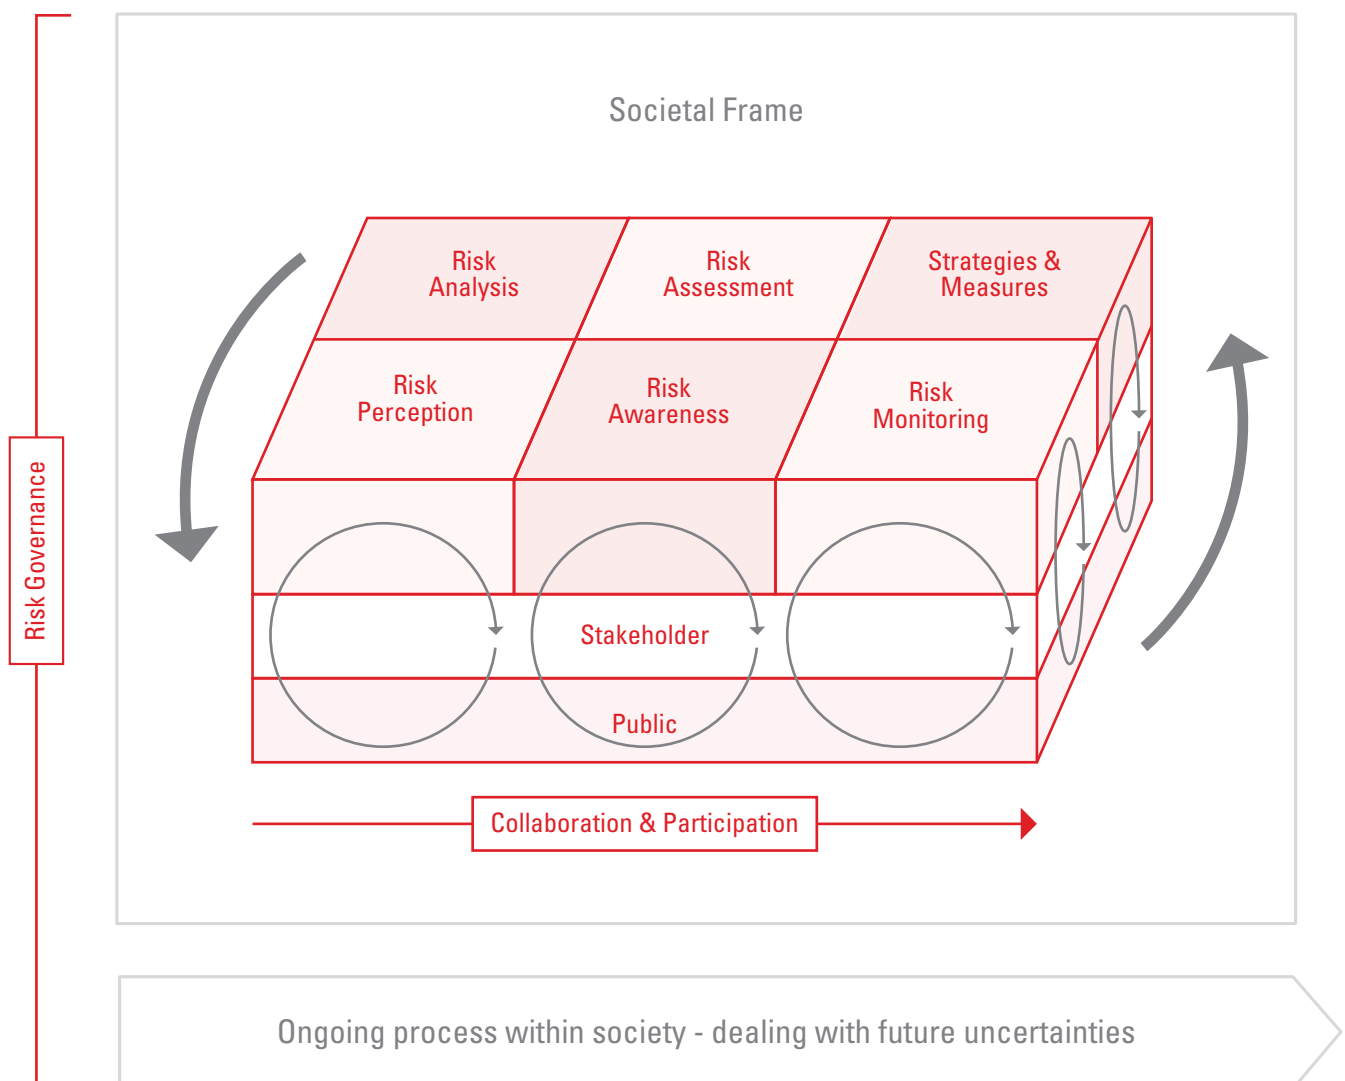 Societal Frame
Risk
Analysis
Risk
Assessment
Strategies &
Measures
Risk
Perception
Risk
Awareness
Risk
Monitoring
Risk Governance
Stakeholder
Public
Collaboration & Participation
Ongoing process within society - dealing with future uncertainties